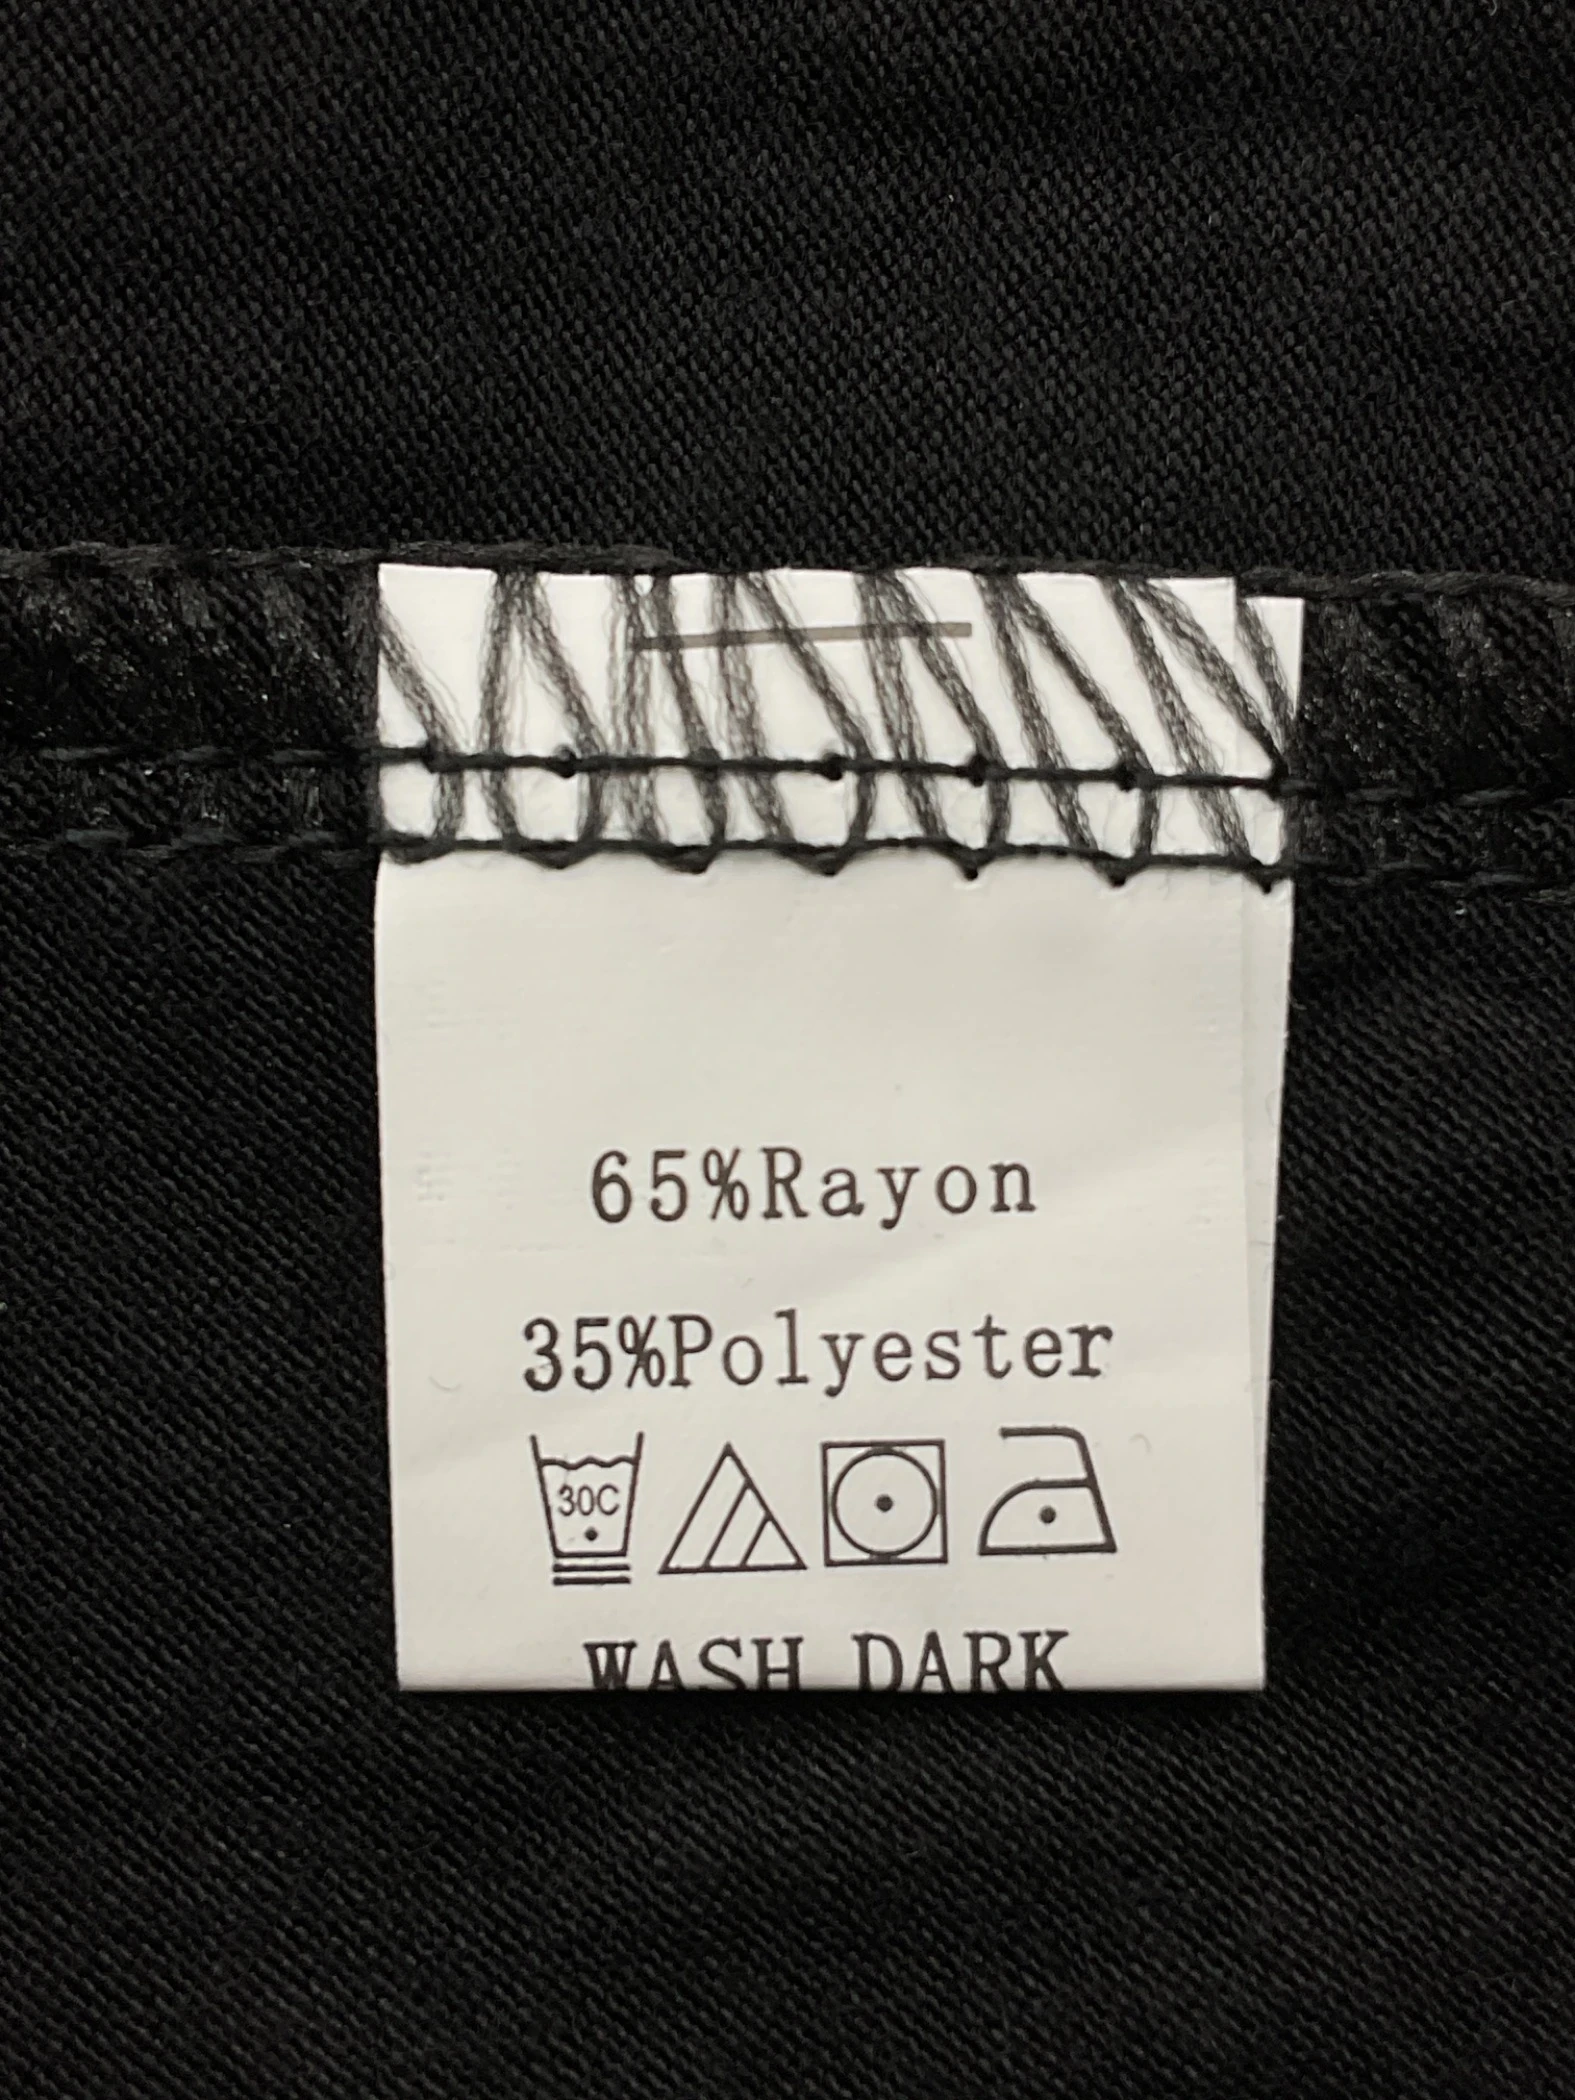 65%Rayon
35%Polyester
30C
WASH DARK